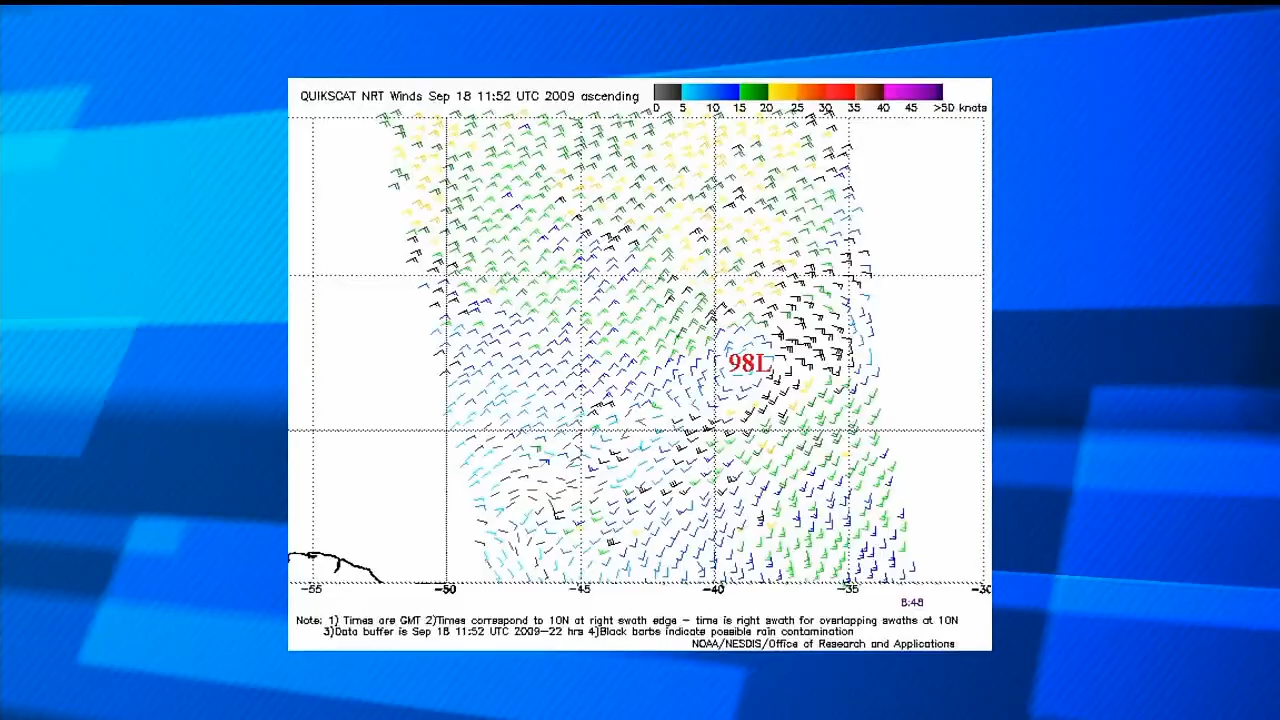 QUIKSCAT NRT Winds Sep 18 11:52 UTC 2009 ascending
0 5 10 15 20 25 30 35 40 45 >50 knots
98L
-55 -50 -45 -40 -35 -30
8:48
Note: 1) Times are GMT 2)Times correspond to 10N at right swath edge - time is right swath for overlapping swaths at 10N
3)Data buffer is Sep 18 11:52 UTC 2009-22 hrs 4)Black barbs indicate possible rain contamination
NOAA/NESDIS/Office of Research and Applications